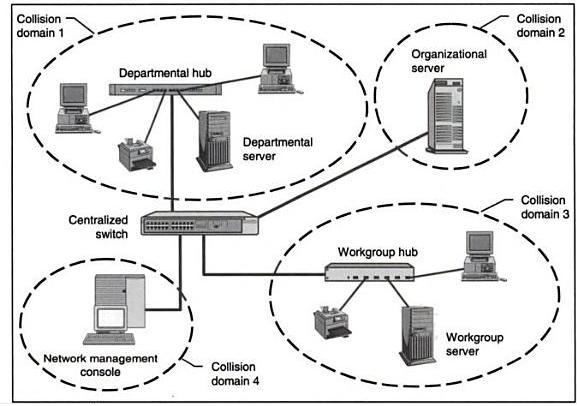 Collision
domain 1
Collision
domain 2
Departmental hub
Organizational
server
Departmental
server
Centralized
switch
Collision
domain 3
Workgroup hub
Workgroup
server
Network management
console
Collision
domain 4